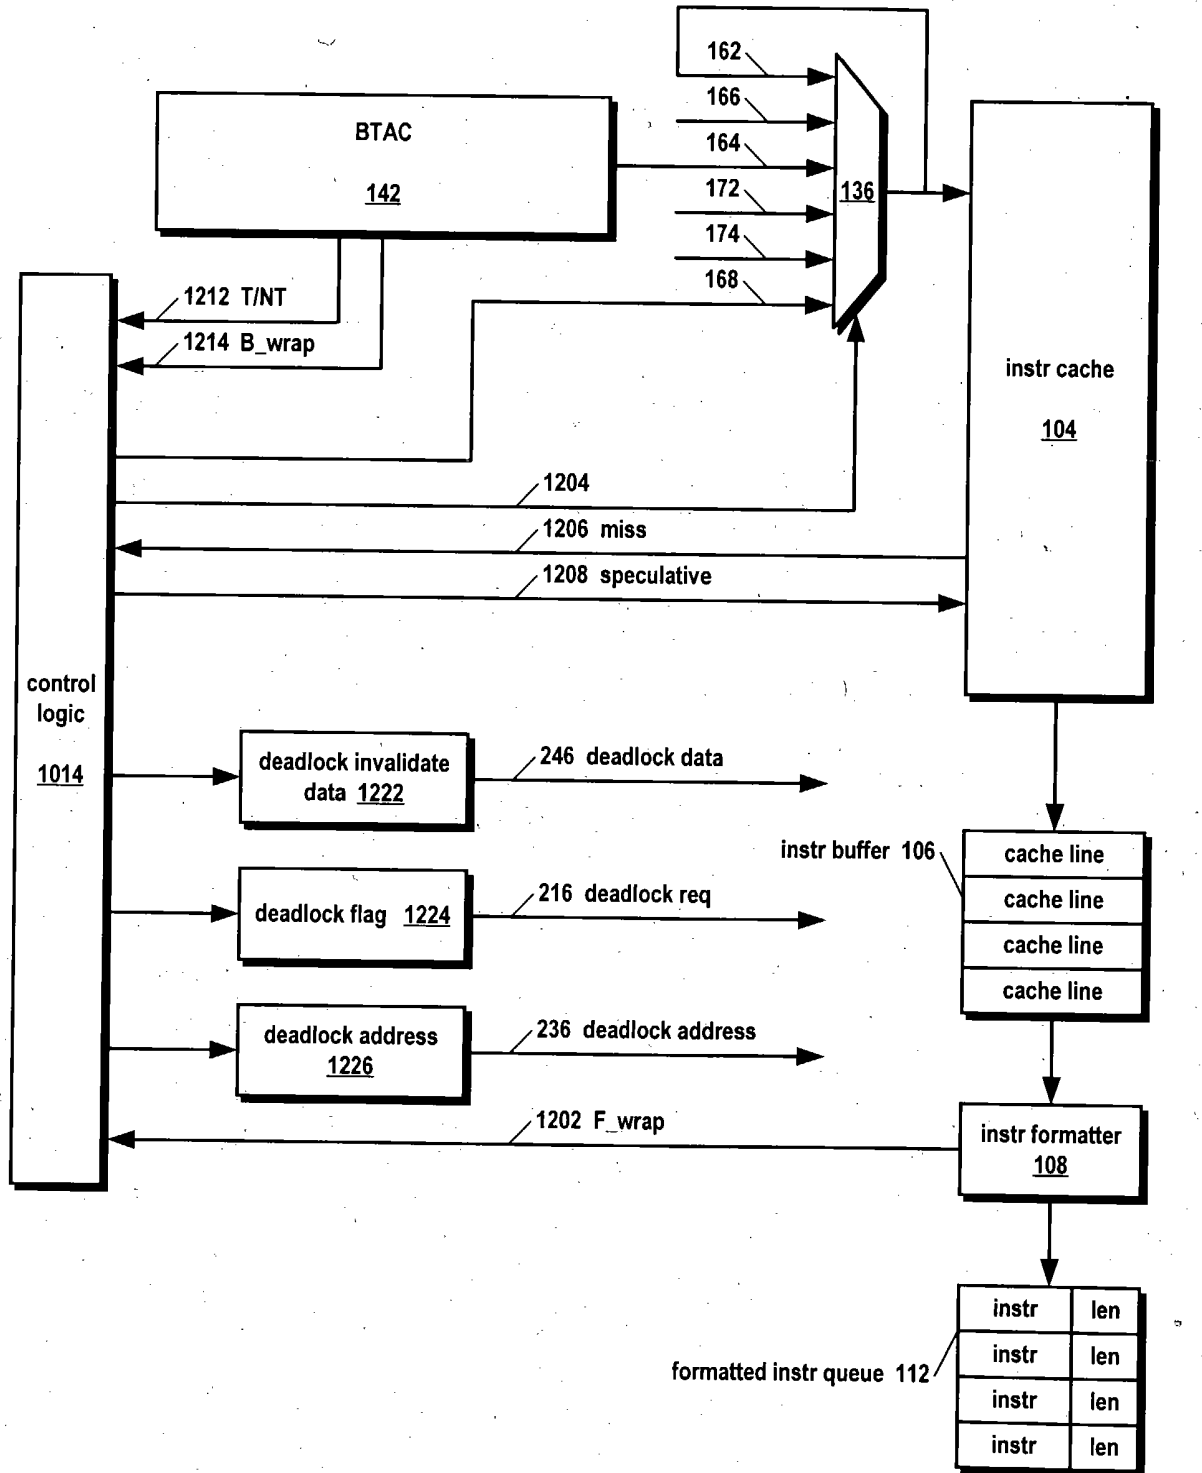 162
166
164
172
174
168
136
BTAC
142
1212 T/NT
1214 B_wrap
instr cache
104
1204
1206 miss
1208 speculative
control
logic
1014
deadlock invalidate
data 1222
246 deadlock data
deadlock flag 1224
216 deadlock req
deadlock address
1226
236 deadlock address
instr buffer 106
cache line
cache line
cache line
cache line
1202 F_wrap
instr formatter
108
formatted instr queue 112
instr len
instr len
instr len
instr len